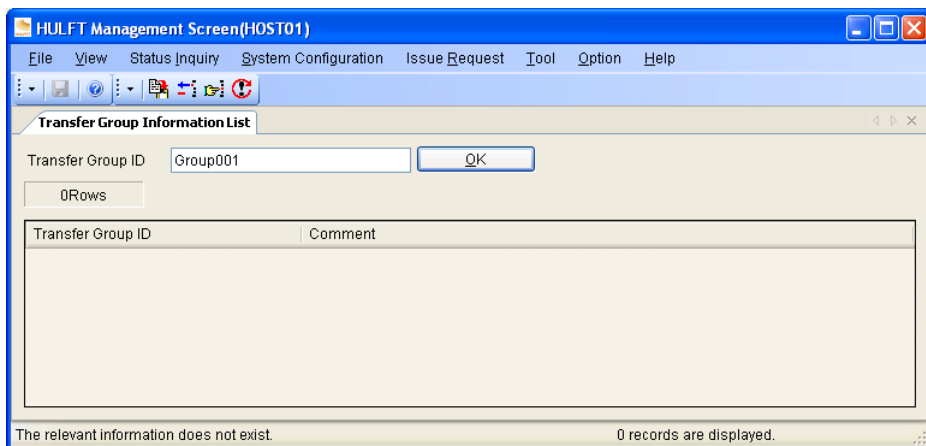 HULFT Management Screen(HOST01)
File View Status Inquiry System Configuration Issue Request Tool Option Help
Transfer Group Information List
Transfer Group ID Group001 OK
0Rows
Transfer Group ID Comment
The relevant information does not exist. 0 records are displayed.